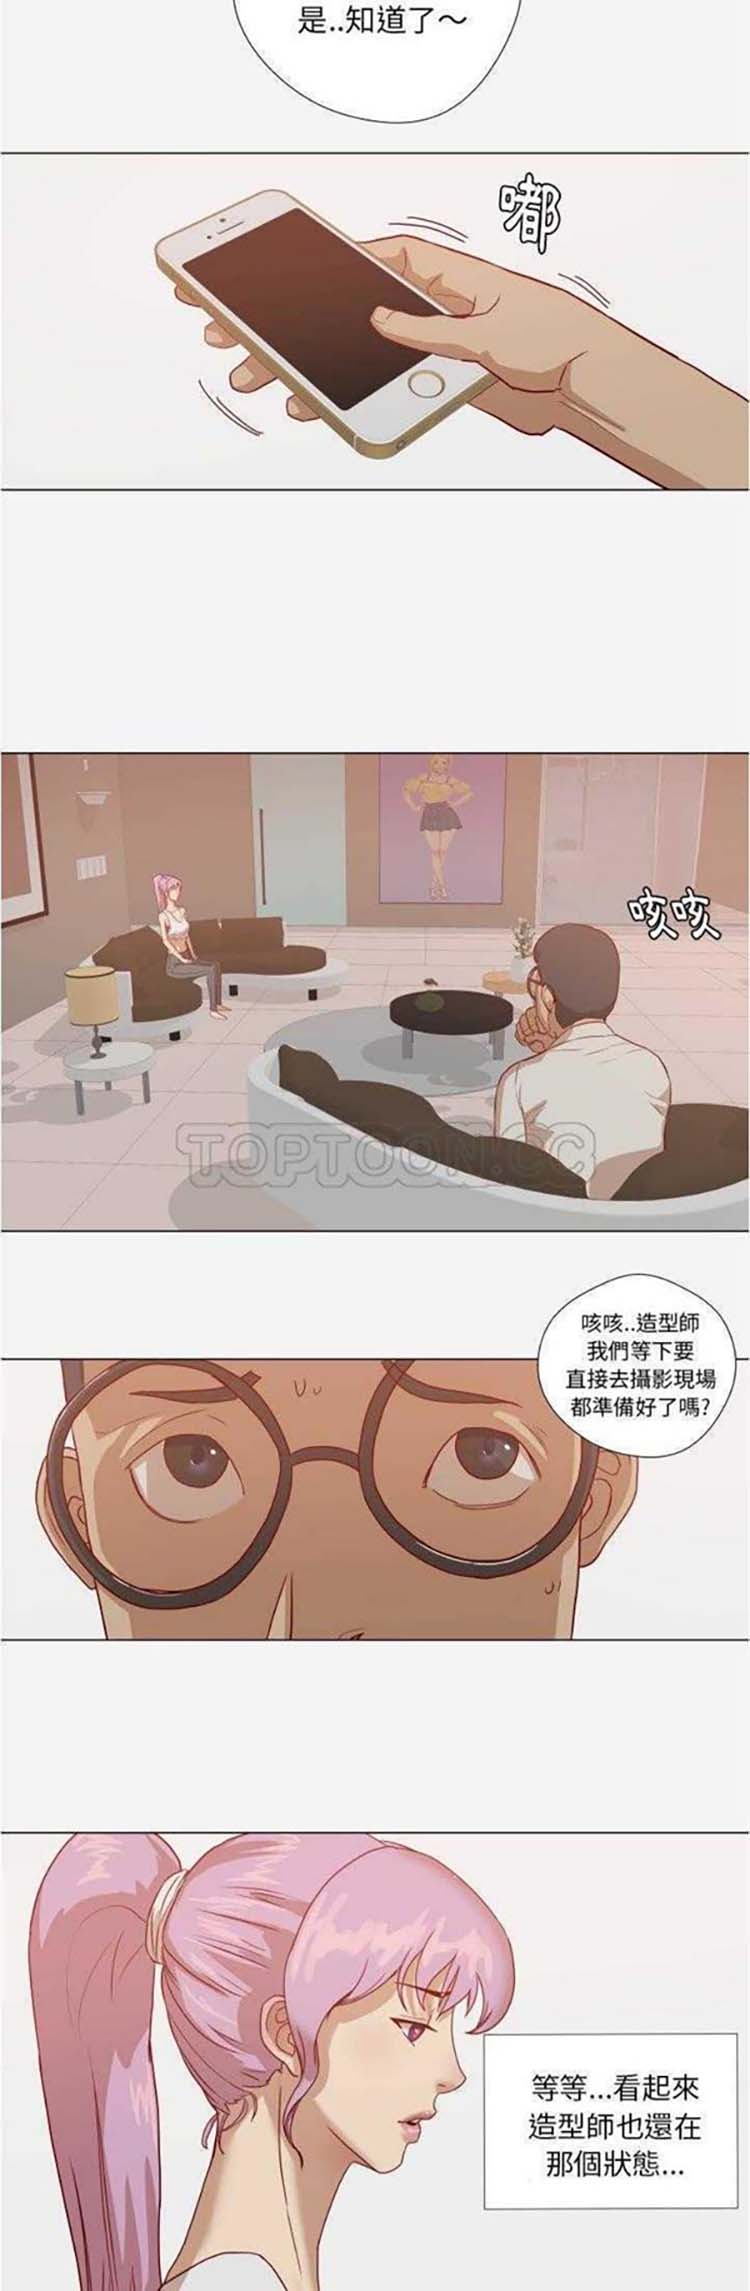 是..知道了～
嘟
咳咳
TOPTOON.CC
咳咳..造型師
我們等下要
直接去攝影現場
都準備好了嗎?
等等...看起來
造型師也還在
那個狀態...